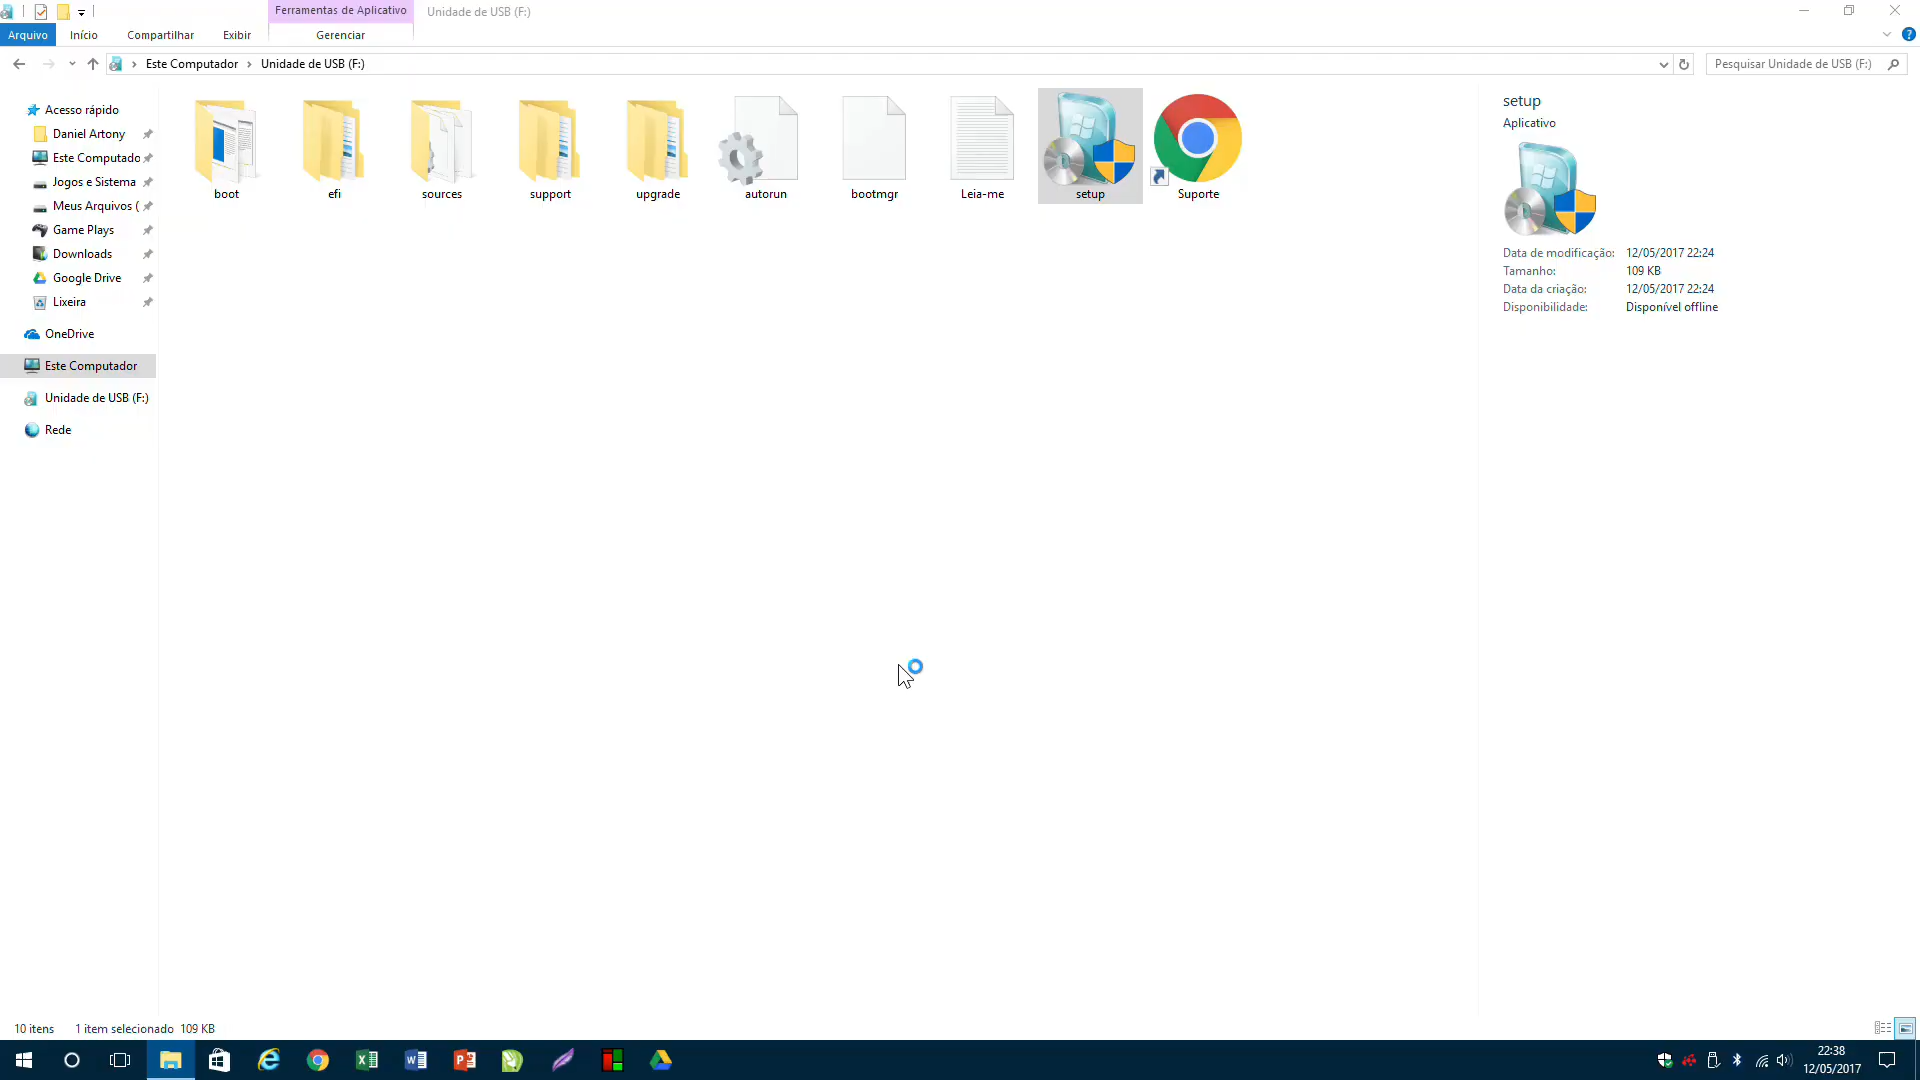 Ferramentas de Aplicativo
Unidade de USB (F:)
Arquivo
Início
Compartilhar
Exibir
Gerenciar
Este Computador
Unidade de USB (F:)
Pesquisar Unidade de USB (F:)
Acesso rápido
Daniel Artony
Este Computado
Jogos e Sistema
Meus Arquivos (
Game Plays
Downloads
Google Drive
Lixeira
OneDrive
Este Computador
Unidade de USB (F:)
Rede
boot
efi
sources
support
upgrade
autorun
bootmgr
Leia-me
setup
Suporte
setup
Aplicativo
Data de modificação: 12/05/2017 22:24
Tamanho: 109 KB
Data da criação: 12/05/2017 22:24
Disponibilidade: Disponível offline
10 itens
1 item selecionado 109 KB
22:38
12/05/2017